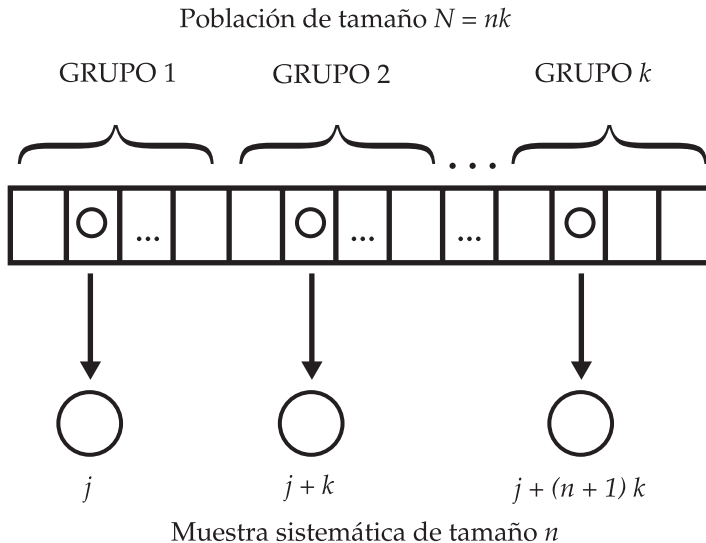 Población de tamaño N = nk
GRUPO 1 GRUPO 2 GRUPO k
...
... ... ...
j j + k j + (n + 1) k
Muestra sistemática de tamaño n